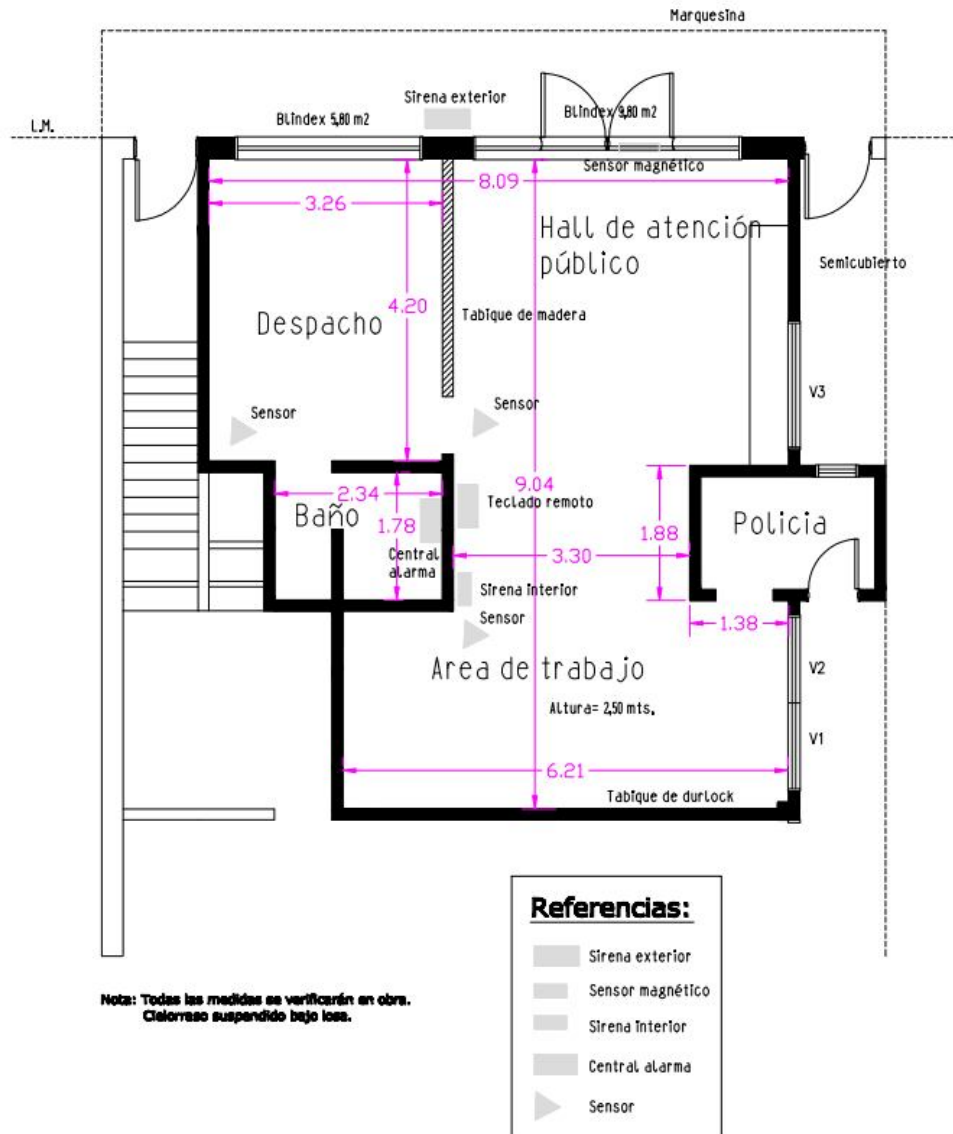 Marquesina
Sirena exterior
Blindex 5,80 m2
Blindex 9,80 m2
L.M.
Sensor magnético
8.09
3.26
Hall de atención
público
Semicubierto
4.20
Tabique de madera
Despacho
V3
Sensor
Sensor
9.04
2.34
Teclado remoto
Baño
1.78
Policia
1.88
Central
alarma
3.30
Sirena interior
Sensor
1.38
Area de trabajo
V2
Altura= 2,50 mts.
V1
6.21
Tabique de durlock
Referencias:
Sirena exterior
Sensor magnético
Sirena interior
Central alarma
Sensor
Nota: Todas las medidas se verificarán en obra.
Cielorraso suspendido bajo losa.